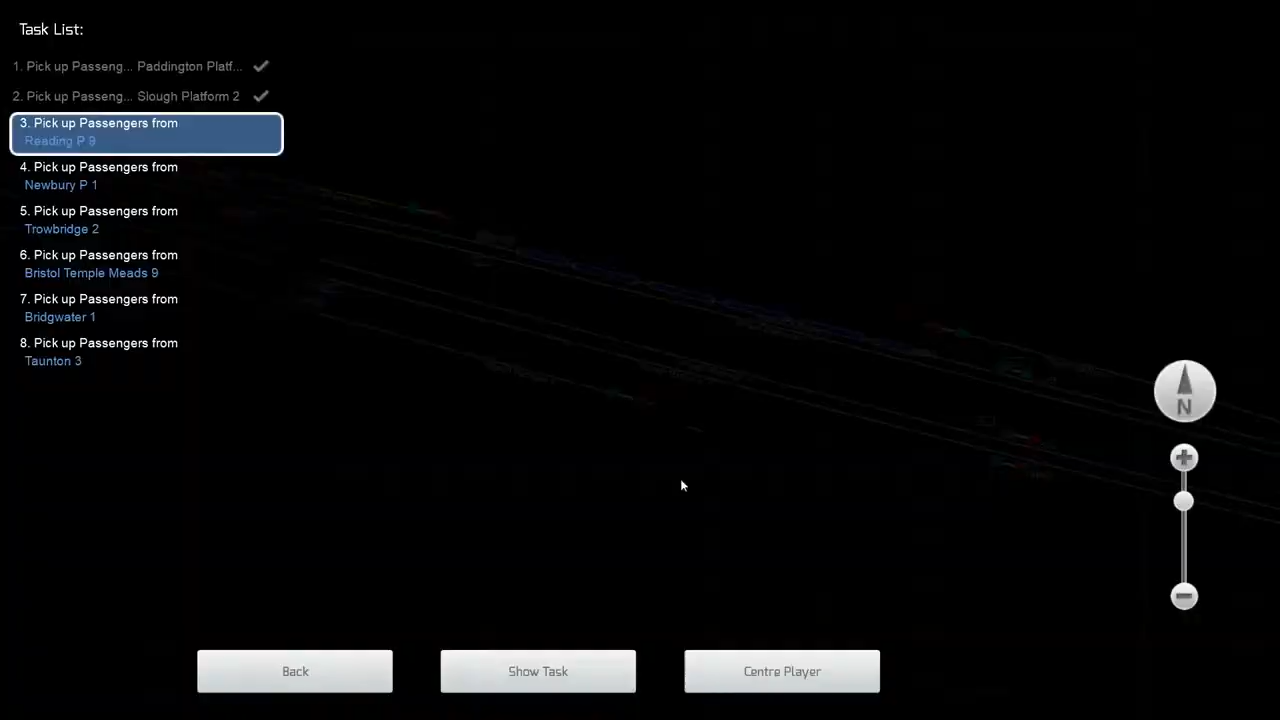 Task List:
1. Pick up Passeng... Paddington Platf...
2. Pick up Passeng... Slough Platform 2
3. Pick up Passengers from
Reading P 9
4. Pick up Passengers from
Newbury P 1
5. Pick up Passengers from
Trowbridge 2
6. Pick up Passengers from
Bristol Temple Meads 9
7. Pick up Passengers from
Bridgwater 1
8. Pick up Passengers from
Taunton 3
N
Back
Show Task
Centre Player